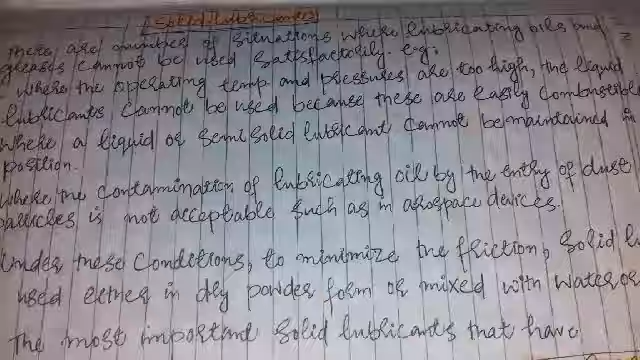 Solid lubricants
There are number of situations where lubricating oils and
greases cannot be used satisfactorily. e.g.
where the operating temp and pressures are too high, the liquid
lubricants cannot be used because these are easily combustible
where a liquid or semisolid lubricant cannot be maintained in
position.
where the contamination of lubricating oil by the entry of dust
particles is not acceptable such as in aerospace devices.
Under these conditions, to minimize the friction, solid
used either in dry powder form or mixed with water or
The most important solid lubricants that have